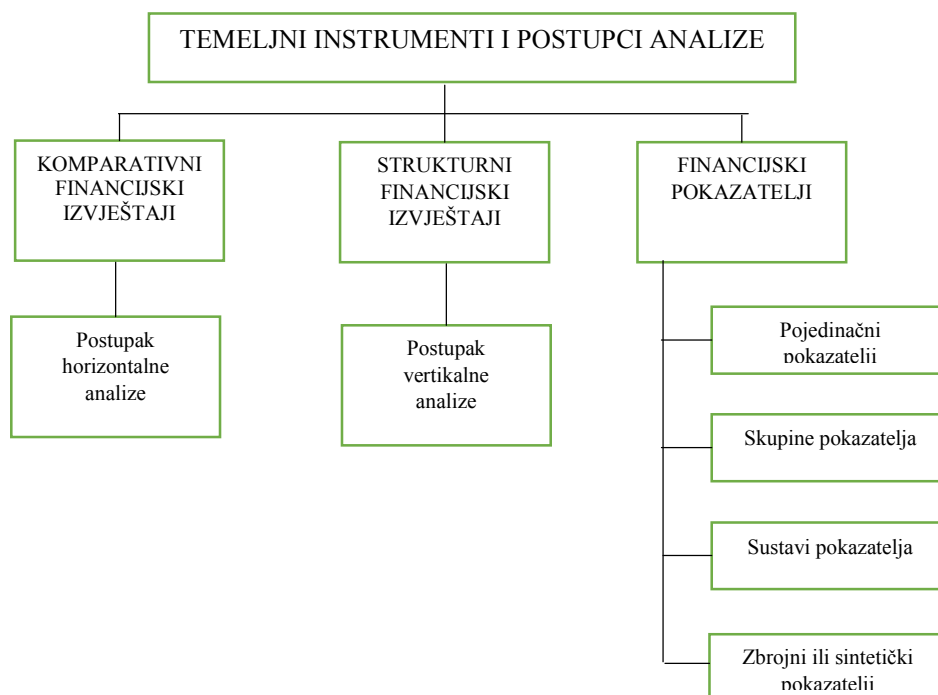 TEMELJNI INSTRUMENTI I POSTUPCI ANALIZE
KOMPARATIVNI
FINANCIJSKI
IZVJEŠTAJI
STRUKTURNI
FINANCIJSKI
IZVJEŠTAJI
FINANCIJSKI
POKAZATELJI
Postupak
horizontalne
analize
Postupak
vertikalne
analize
Pojedinačni
pokazatelji
Skupine pokazatelja
Sustavi pokazatelja
Zbrojni ili sintetički
pokazatelji